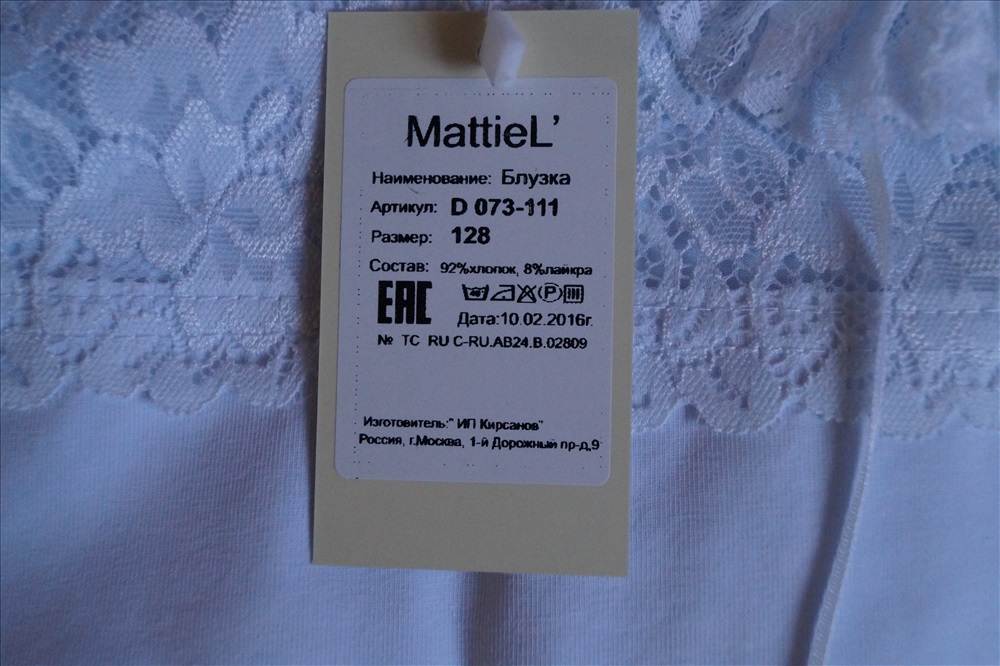 MattieL'
Наименование: Блузка
Артикул: D 073-111
Размер: 128
Состав: 92%хлопок, 8%лайкра
EAC
P
Дата:10.02.2016г.
№ ТС RU C-RU.АВ24.В.02809
Изготовитель:" ИП Кирсанов"
Россия, г.Москва, 1-й Дорожный пр-д,9